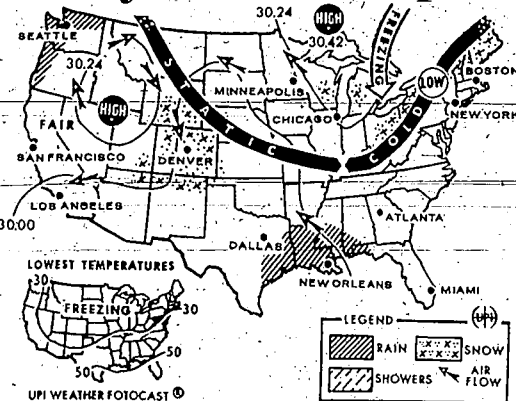 30.24
HIGH
30.42
FREEZING
SEATTLE
30.24
LOW
BOSTON
STATIC
MINNEAPOLIS
HIGH
CHICAGO
NEW YORK
COLD
FAIR
SAN FRANCISCO
DENVER
LOS ANGELES
30.00
ATLANTA
DALLAS
NEW ORLEANS
MIAMI
LOWEST TEMPERATURES
30
FREEZING
30
50
50
UPI WEATHER FOTOCAST ®
LEGEND
UPI
RAIN
SNOW
SHOWERS
AIR FLOW